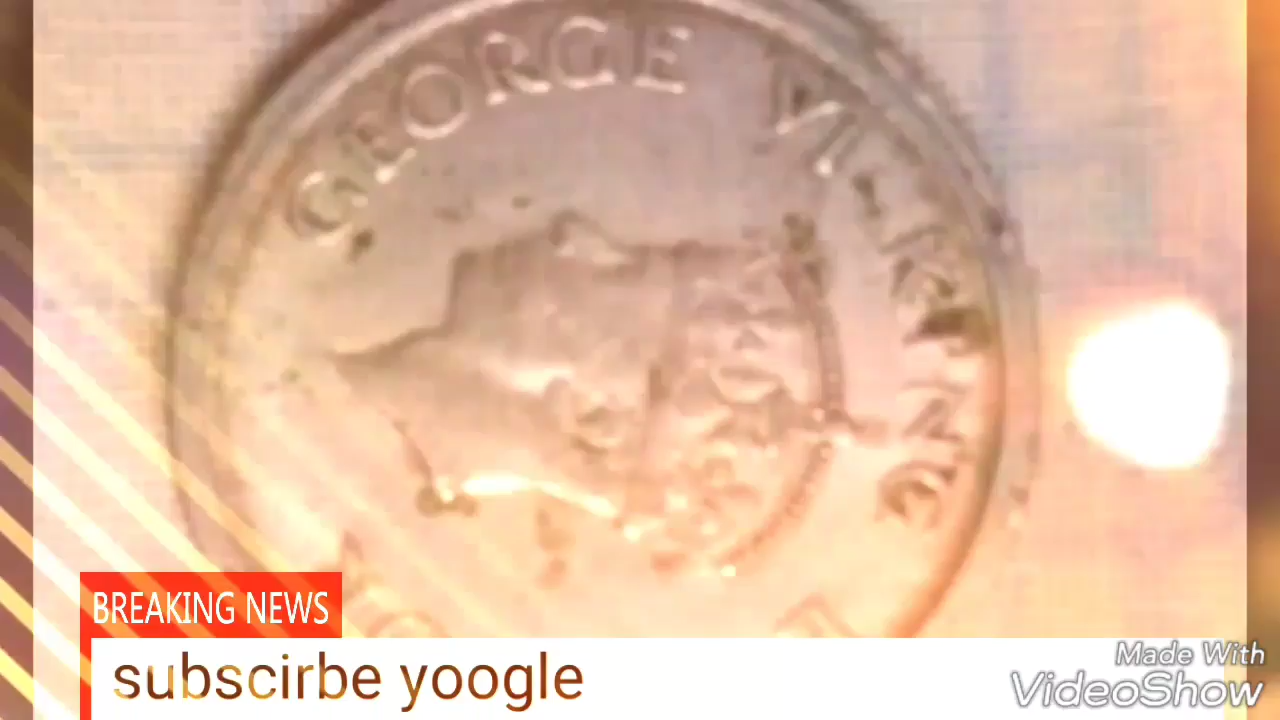 GEORGE VI KING
BREAKING NEWS
subscirbe yoogle
Made With
VideoShow